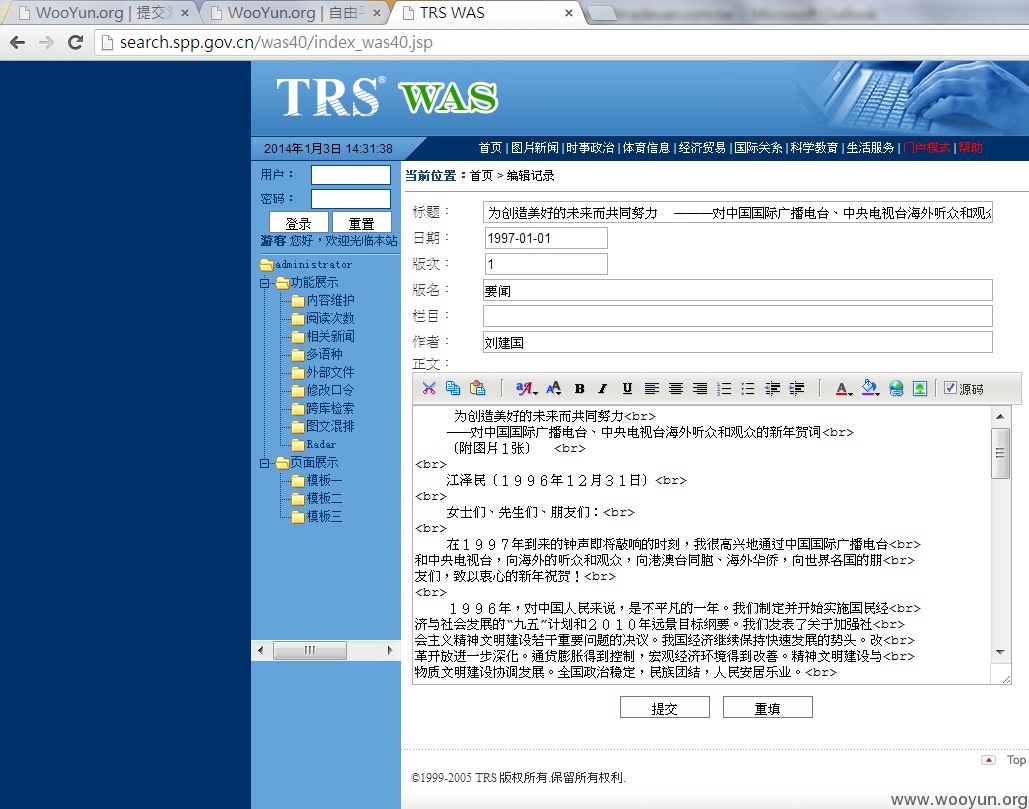 WooYun.org | 提交
WooYun.org | 自由
TRS WAS
search.spp.gov.cn/was40/index_was40.jsp
TRS® WAS
2014年1月3日 14:31:38
首页 | 图片新闻 | 时事政治 | 体育信息 | 经济贸易 | 国际关系 | 科学教育 | 生活服务 | 门户模式 | 帮助
用户：
密码：
登录 重置
游客 您好，欢迎光临本站
administrator
功能展示
内容维护
阅读次数
相关新闻
多语种
外部文件
修改口令
跨库检索
图文混排
Radar
页面展示
模板一
模板二
模板三
当前位置：首页 > 编辑记录
标题： 为创造美好的未来而共同努力 ———对中国国际广播电台、中央电视台海外听众和观众
日期： 1997-01-01
版次： 1
版名： 要闻
栏目：
作者： 刘建国
正文：
源码
为创造美好的未来而共同努力<br>
——对中国国际广播电台、中央电视台海外听众和观众的新年贺词<br>
（附图片１张） <br>
<br>
江泽民（１９９６年１２月３１日）<br>
<br>
女士们、先生们、朋友们：<br>
<br>
在１９９７年到来的钟声即将敲响的时刻，我很高兴地通过中国国际广播电台<br>
和中央电视台，向海外的听众和观众，向港澳台同胞、海外华侨，向世界各国的朋<br>
友们，致以衷心的新年祝贺！<br>
<br>
１９９６年，对中国人民来说，是不平凡的一年。我们制定并开始实施国民经<br>
济与社会发展的“九五”计划和２０１０年远景目标纲要。我们发表了关于加强社<br>
会主义精神文明建设若干重要问题的决议。我国经济继续保持快速发展的势头。改<br>
革开放进一步深化。通货膨胀得到控制，宏观经济环境得到改善。精神文明建设与<br>
物质文明建设协调发展。全国政治稳定，民族团结，人民安居乐业。<br>
提交 重填
Top
©1999-2005 TRS 版权所有.保留所有权利.
www.wooyun.org